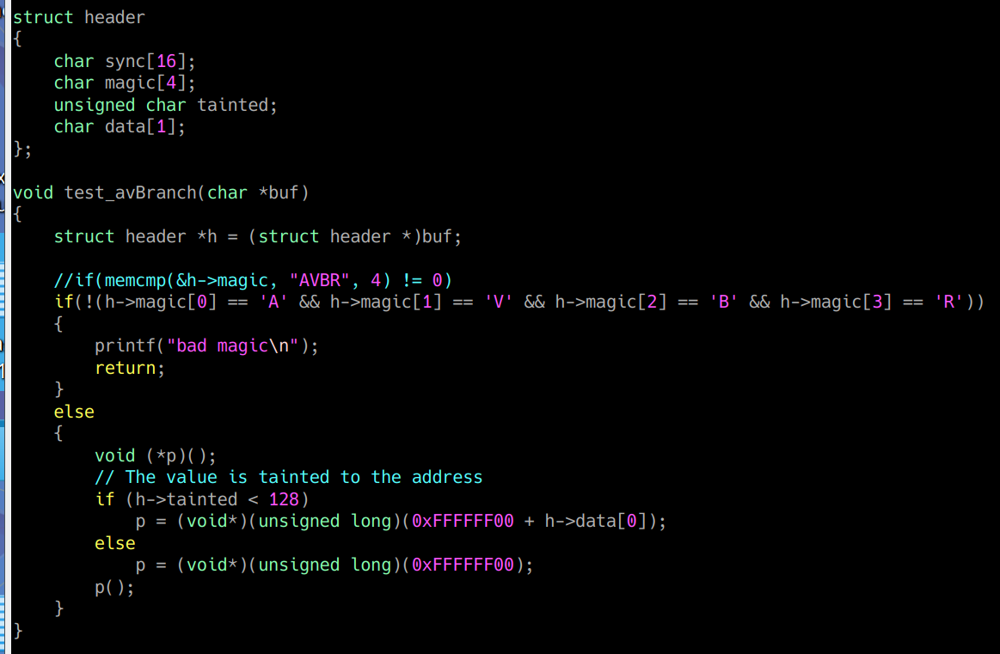 struct header
{
    char sync[16];
    char magic[4];
    unsigned char tainted;
    char data[1];
};

void test_avBranch(char *buf)
{
    struct header *h = (struct header *)buf;

    //if(memcmp(&h->magic, "AVBR", 4) != 0)
    if(!(h->magic[0] == 'A' && h->magic[1] == 'V' && h->magic[2] == 'B' && h->magic[3] == 'R'))
    {
        printf("bad magic\n");
        return;
    }
    else
    {
        void (*p)();
        // The value is tainted to the address
        if (h->tainted < 128)
            p = (void*)(unsigned long)(0xFFFFFF00 + h->data[0]);
        else
            p = (void*)(unsigned long)(0xFFFFFF00);
        p();
    }
}